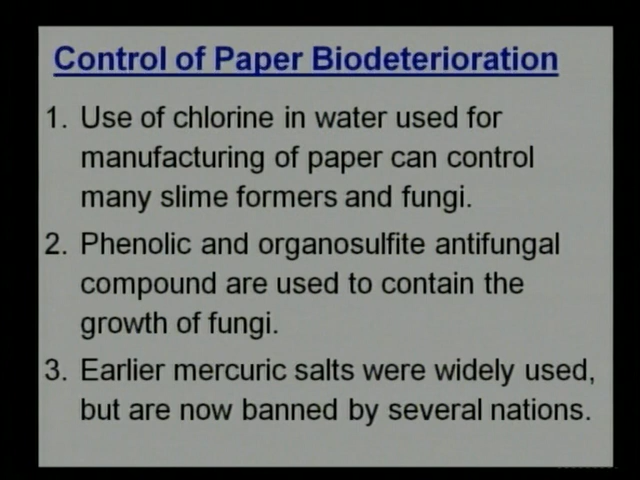 Control of Paper Biodeterioration
1. Use of chlorine in water used for
manufacturing of paper can control
many slime formers and fungi.
2. Phenolic and organosulfite antifungal
compound are used to contain the
growth of fungi.
3. Earlier mercuric salts were widely used,
but are now banned by several nations.